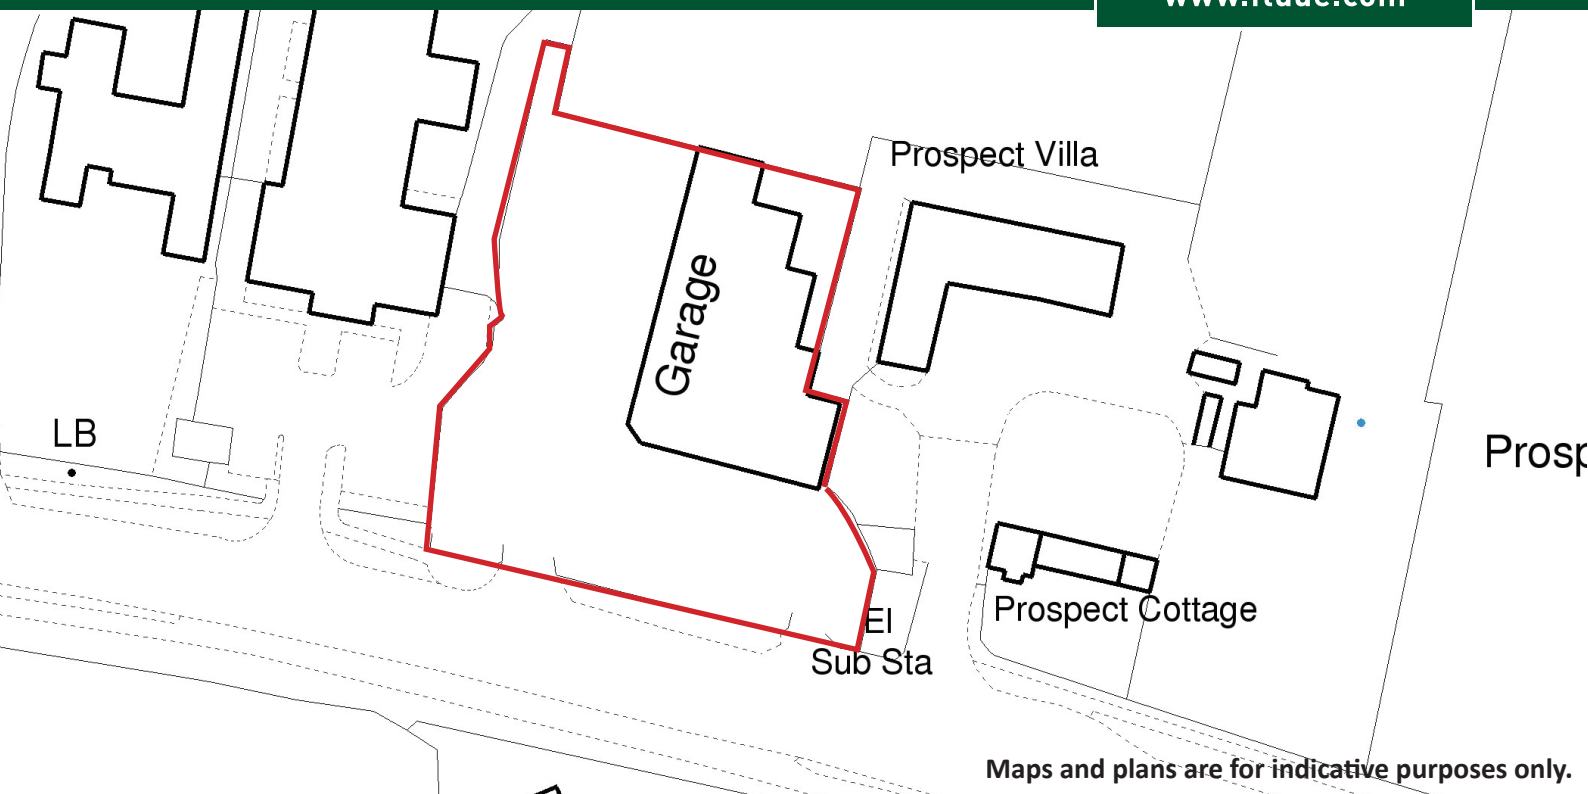 Prospect Villa
Garage
LB
Prospect Cottage
El
Sub Sta
Maps and plans are for indicative purposes only.